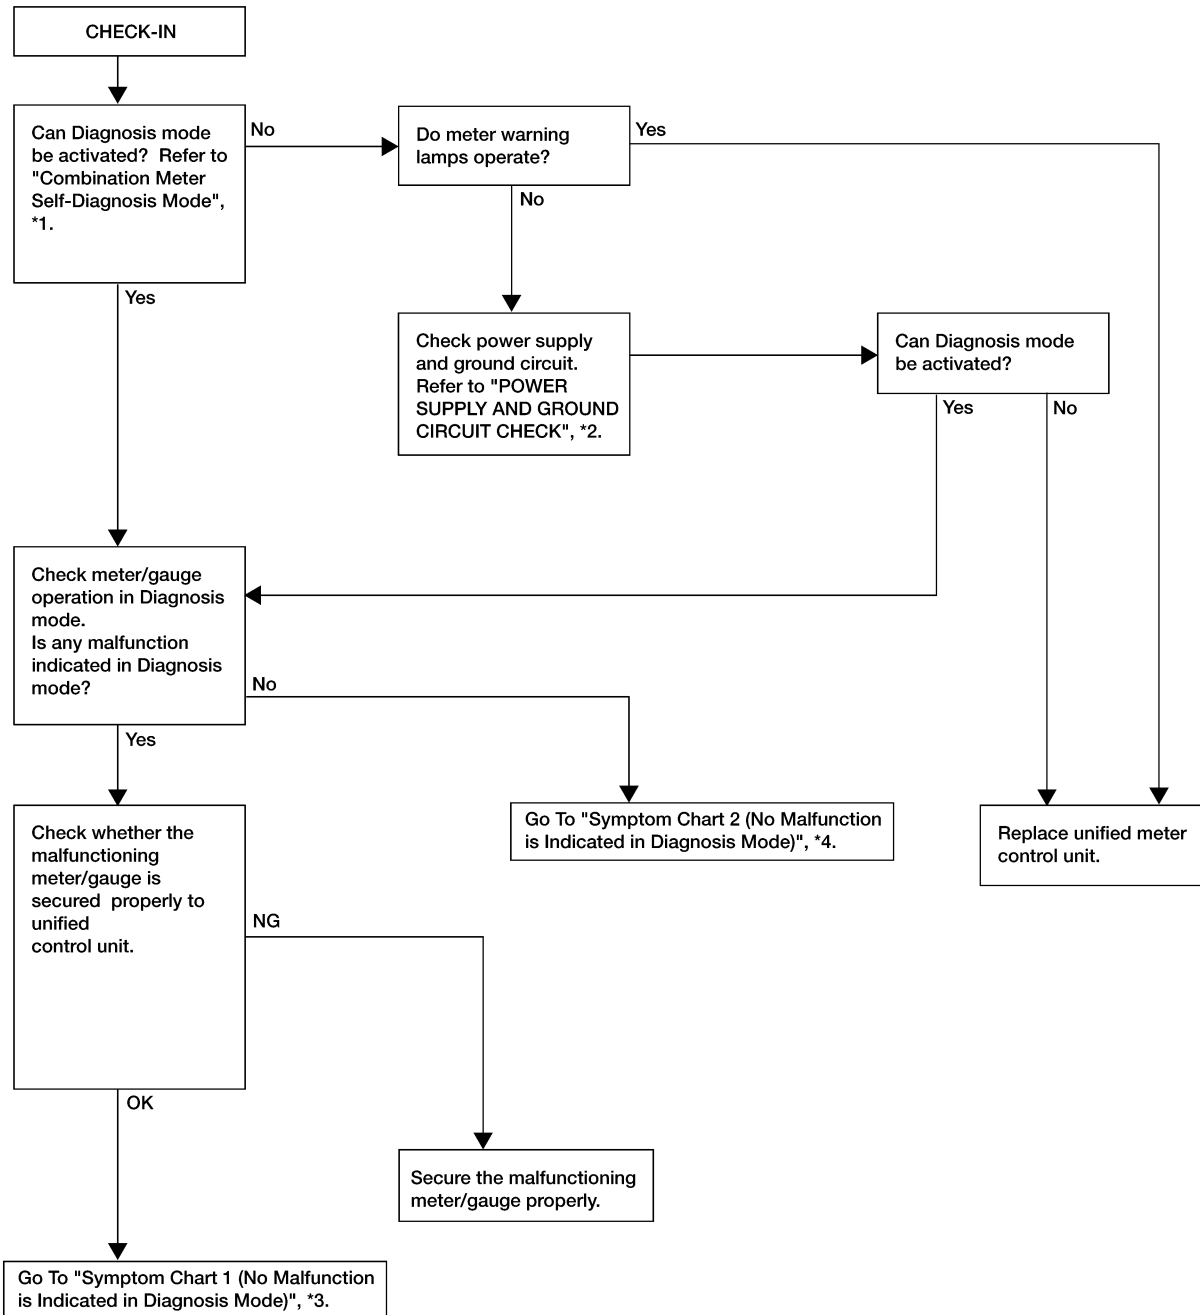 CHECK-IN
Can Diagnosis mode
be activated? Refer to
"Combination Meter
Self-Diagnosis Mode",
*1.
No
Do meter warning
lamps operate?
Yes
No
Yes
Check power supply
and ground circuit.
Refer to "POWER
SUPPLY AND GROUND
CIRCUIT CHECK", *2.
Can Diagnosis mode
be activated?
Yes
No
Check meter/gauge
operation in Diagnosis
mode.
Is any malfunction
indicated in Diagnosis
mode?
No
Yes
Go To "Symptom Chart 2 (No Malfunction
is Indicated in Diagnosis Mode)", *4.
Replace unified meter
control unit.
Check whether the
malfunctioning
meter/gauge is
secured properly to
unified
control unit.
NG
OK
Secure the malfunctioning
meter/gauge properly.
Go To "Symptom Chart 1 (No Malfunction
is Indicated in Diagnosis Mode)", *3.